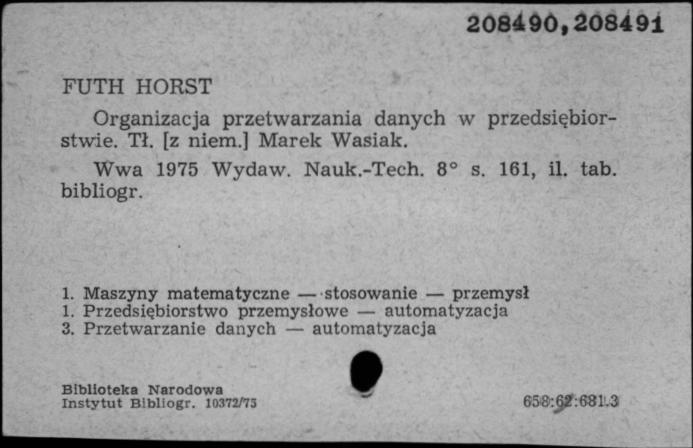 208490, 208491
FUTH HORST
Organizacja przetwarzania danych w przedsiębior-
stwie. Tł. [z niem.] Marek Wasiak.
Wwa 1975 Wydaw. Nauk.-Tech. 8° s. 161, il. tab.
bibliogr.
1. Maszyny matematyczne — stosowanie — przemysł
1. Przedsiębiorstwo przemysłowe — automatyzacja
3. Przetwarzanie danych — automatyzacja
Biblioteka Narodowa
Instytut Bibliogr. 10372/75
658:62:681.3